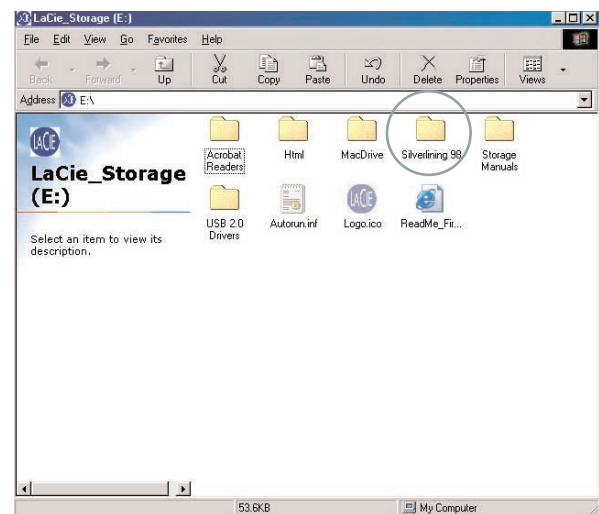 LaCie_Storage (E:)
File Edit View Go Favorites Help
Back Forward Up Cut Copy Paste Undo Delete Properties Views
Address E:\
LACIE
LaCie_Storage
(E:)
Select an item to view its
description.
Acrobat
Readers
Html
MacDrive
Silverlining 98
Storage
Manuals
USB 2.0
Drivers
Autorun.inf
Logo.ico
LACIE
ReadMe_Fir...
53.6KB
My Computer